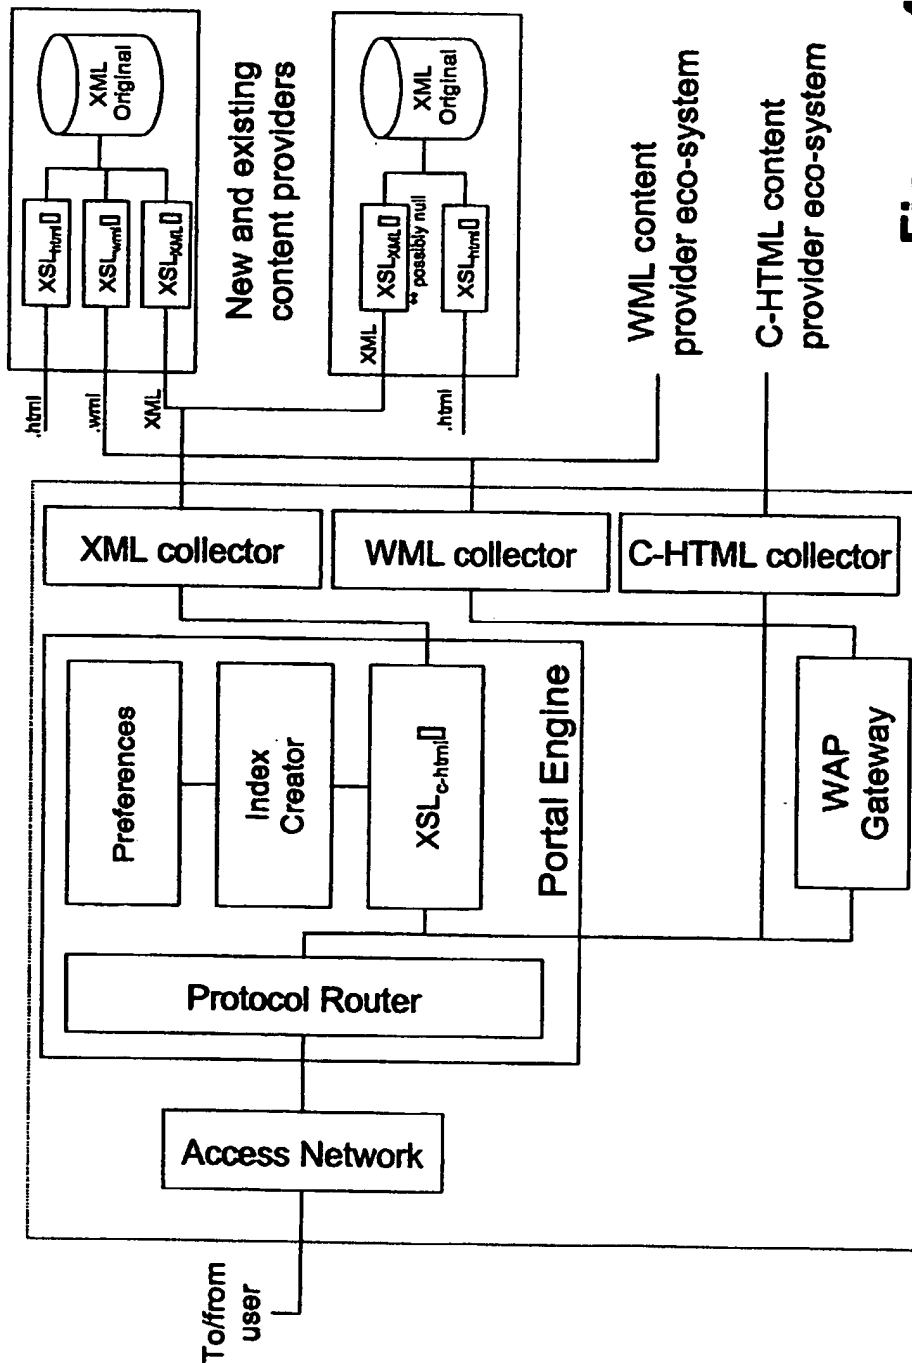 To/from
user
Access Network
Protocol Router
Preferences
Index
Creator
XSLc-html[]
Portal Engine
WAP
Gateway
XML collector
WML collector
C-HTML collector
.html
.wml
XML
XSLhtml[]
XSLwml[]
XSLXML[]
XML
Original
New and existing
content providers
XML
.html
XSLXML[]
** possibly null
XSLhtml[]
XML
Original
WML content
provider eco-system
C-HTML content
provider eco-system